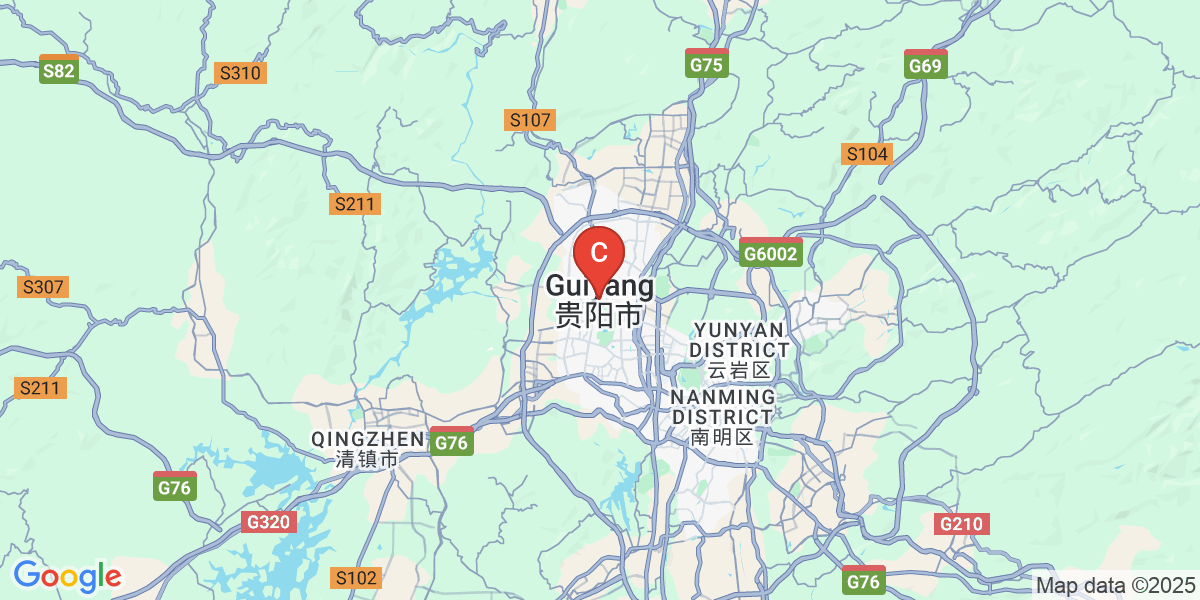 G75
G69
S82
S310
S107
S104
S211
G6002
C
S307
Guiyang
贵阳市
YUNYAN
DISTRICT
云岩区
S211
NANMING
DISTRICT
南明区
QINGZHEN
清镇市
G76
G76
G320
G210
S102
G76
Google
Map data ©2025